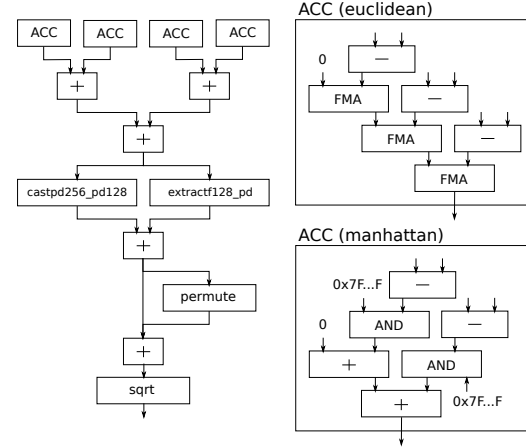 ACC ACC ACC ACC
+ +
+
castpd256_pd128 extractf128_pd
+
permute
+
sqrt
ACC (euclidean)
0 —
FMA —
FMA —
FMA
ACC (manhattan)
0x7F...F —
0 AND —
+ AND
+ 0x7F...F